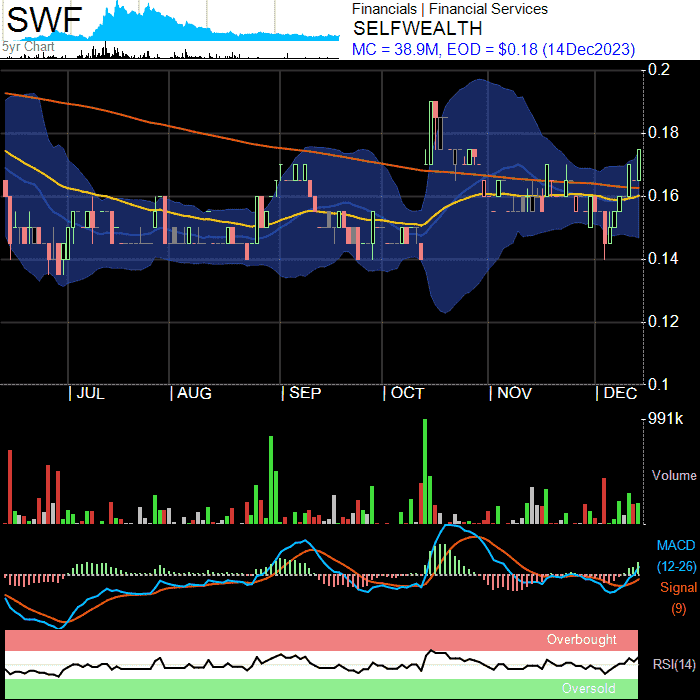 SWF
5yr Chart
Financials | Financial Services
SELFWEALTH
MC = 38.9M, EOD = $0.18 (14Dec2023)
0.2
0.18
0.16
0.14
0.12
0.1
JUL AUG SEP OCT NOV DEC
991k
Volume
MACD
(12-26)
Signal
(9)
Overbought
RSI(14)
Oversold